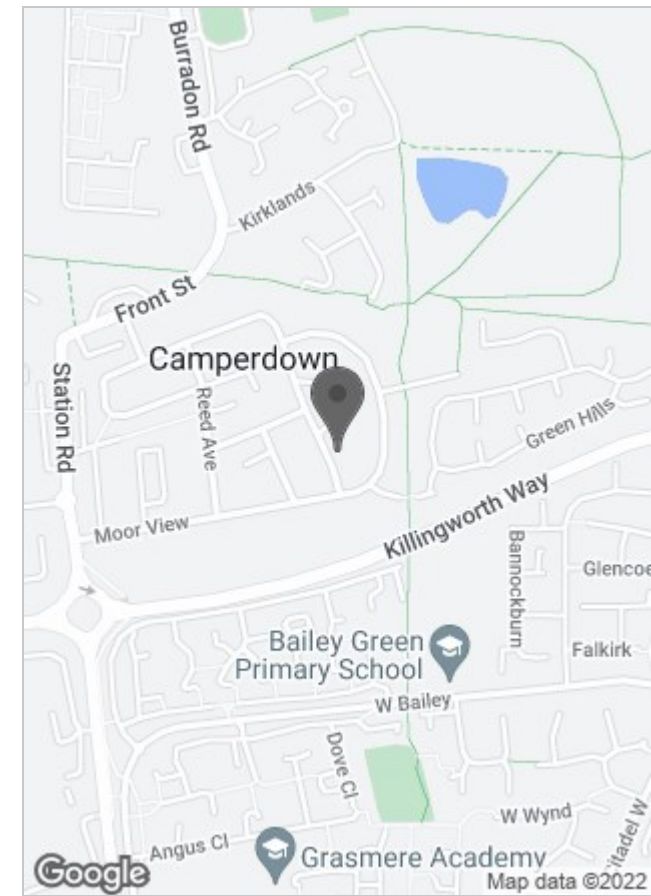 Burradon Rd
Kirklands
Front St
Camperdown
Station Rd
Reed Ave
Green Hills
Moor View
Killingworth Way
Bannockburn
Glencoe
Bailey Green
Primary School
Falkirk
W Bailey
Dove Cl
W Wynd
Angus Cl
Citadel W
Grasmere Academy
Google
Map data ©2022